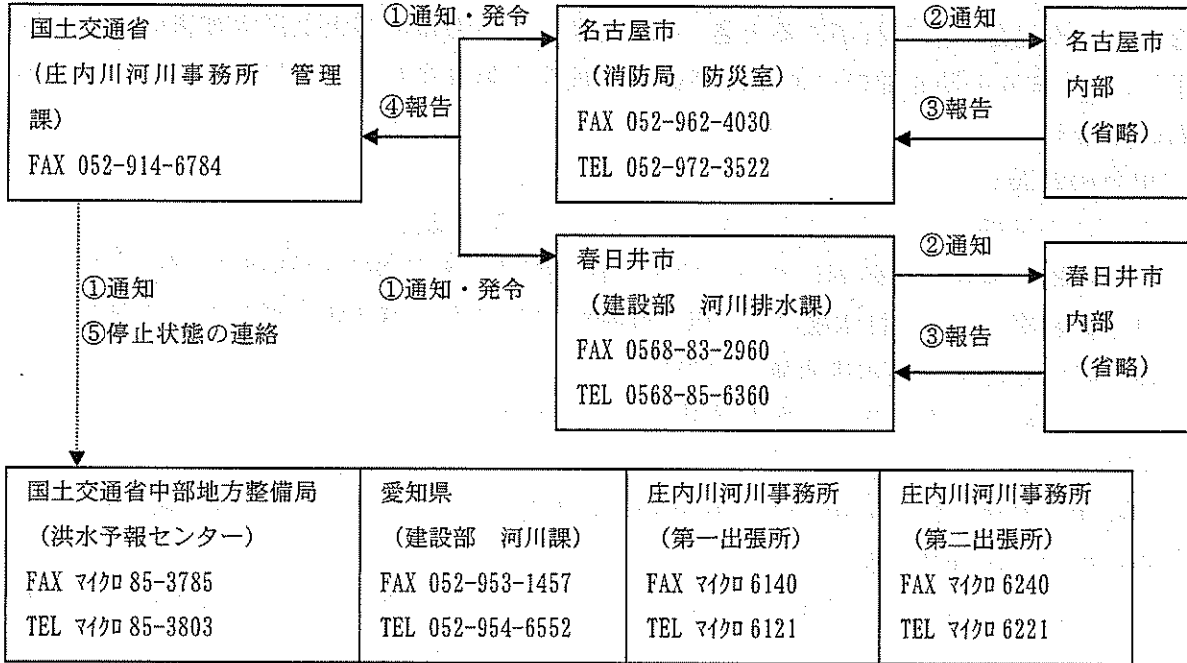 国土交通省
(庄内川河川事務所 管理
課)
FAX 052-914-6784
①通知・発令
④報告
名古屋市
(消防局 防災室)
FAX 052-962-4030
TEL 052-972-3522
②通知
③報告
名古屋市
内部
(省略)
①通知・発令
春日井市
(建設部 河川排水課)
FAX 0568-83-2960
TEL 0568-85-6360
②通知
③報告
春日井市
内部
(省略)
①通知
⑤停止状態の連絡
国土交通省中部地方整備局
(洪水予報センター)
FAX マイクロ 85-3785
TEL マイクロ 85-3803
愛知県
(建設部 河川課)
FAX 052-953-1457
TEL 052-954-6552
庄内川河川事務所
(第一出張所)
FAX マイクロ 6140
TEL マイクロ 6121
庄内川河川事務所
(第二出張所)
FAX マイクロ 6240
TEL マイクロ 6221